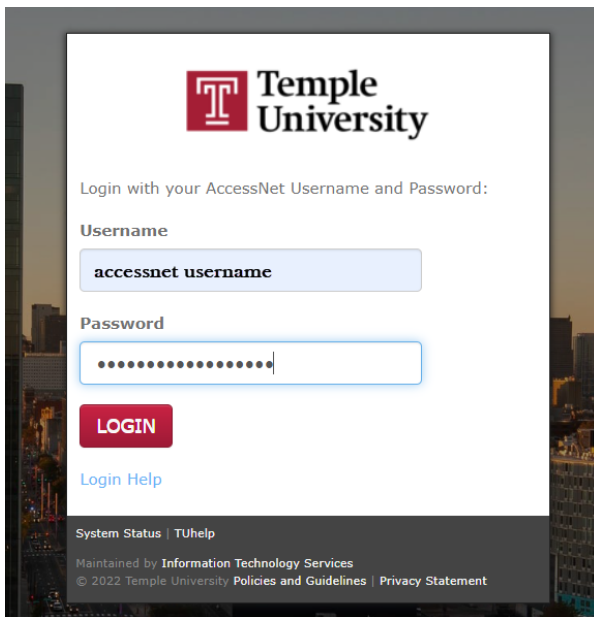 Temple
University
Login with your AccessNet Username and Password:
Username
accessnet username
Password
••••••••••••••••••
LOGIN
Login Help
System Status | TUhelp
Maintained by Information Technology Services
© 2022 Temple University Policies and Guidelines | Privacy Statement